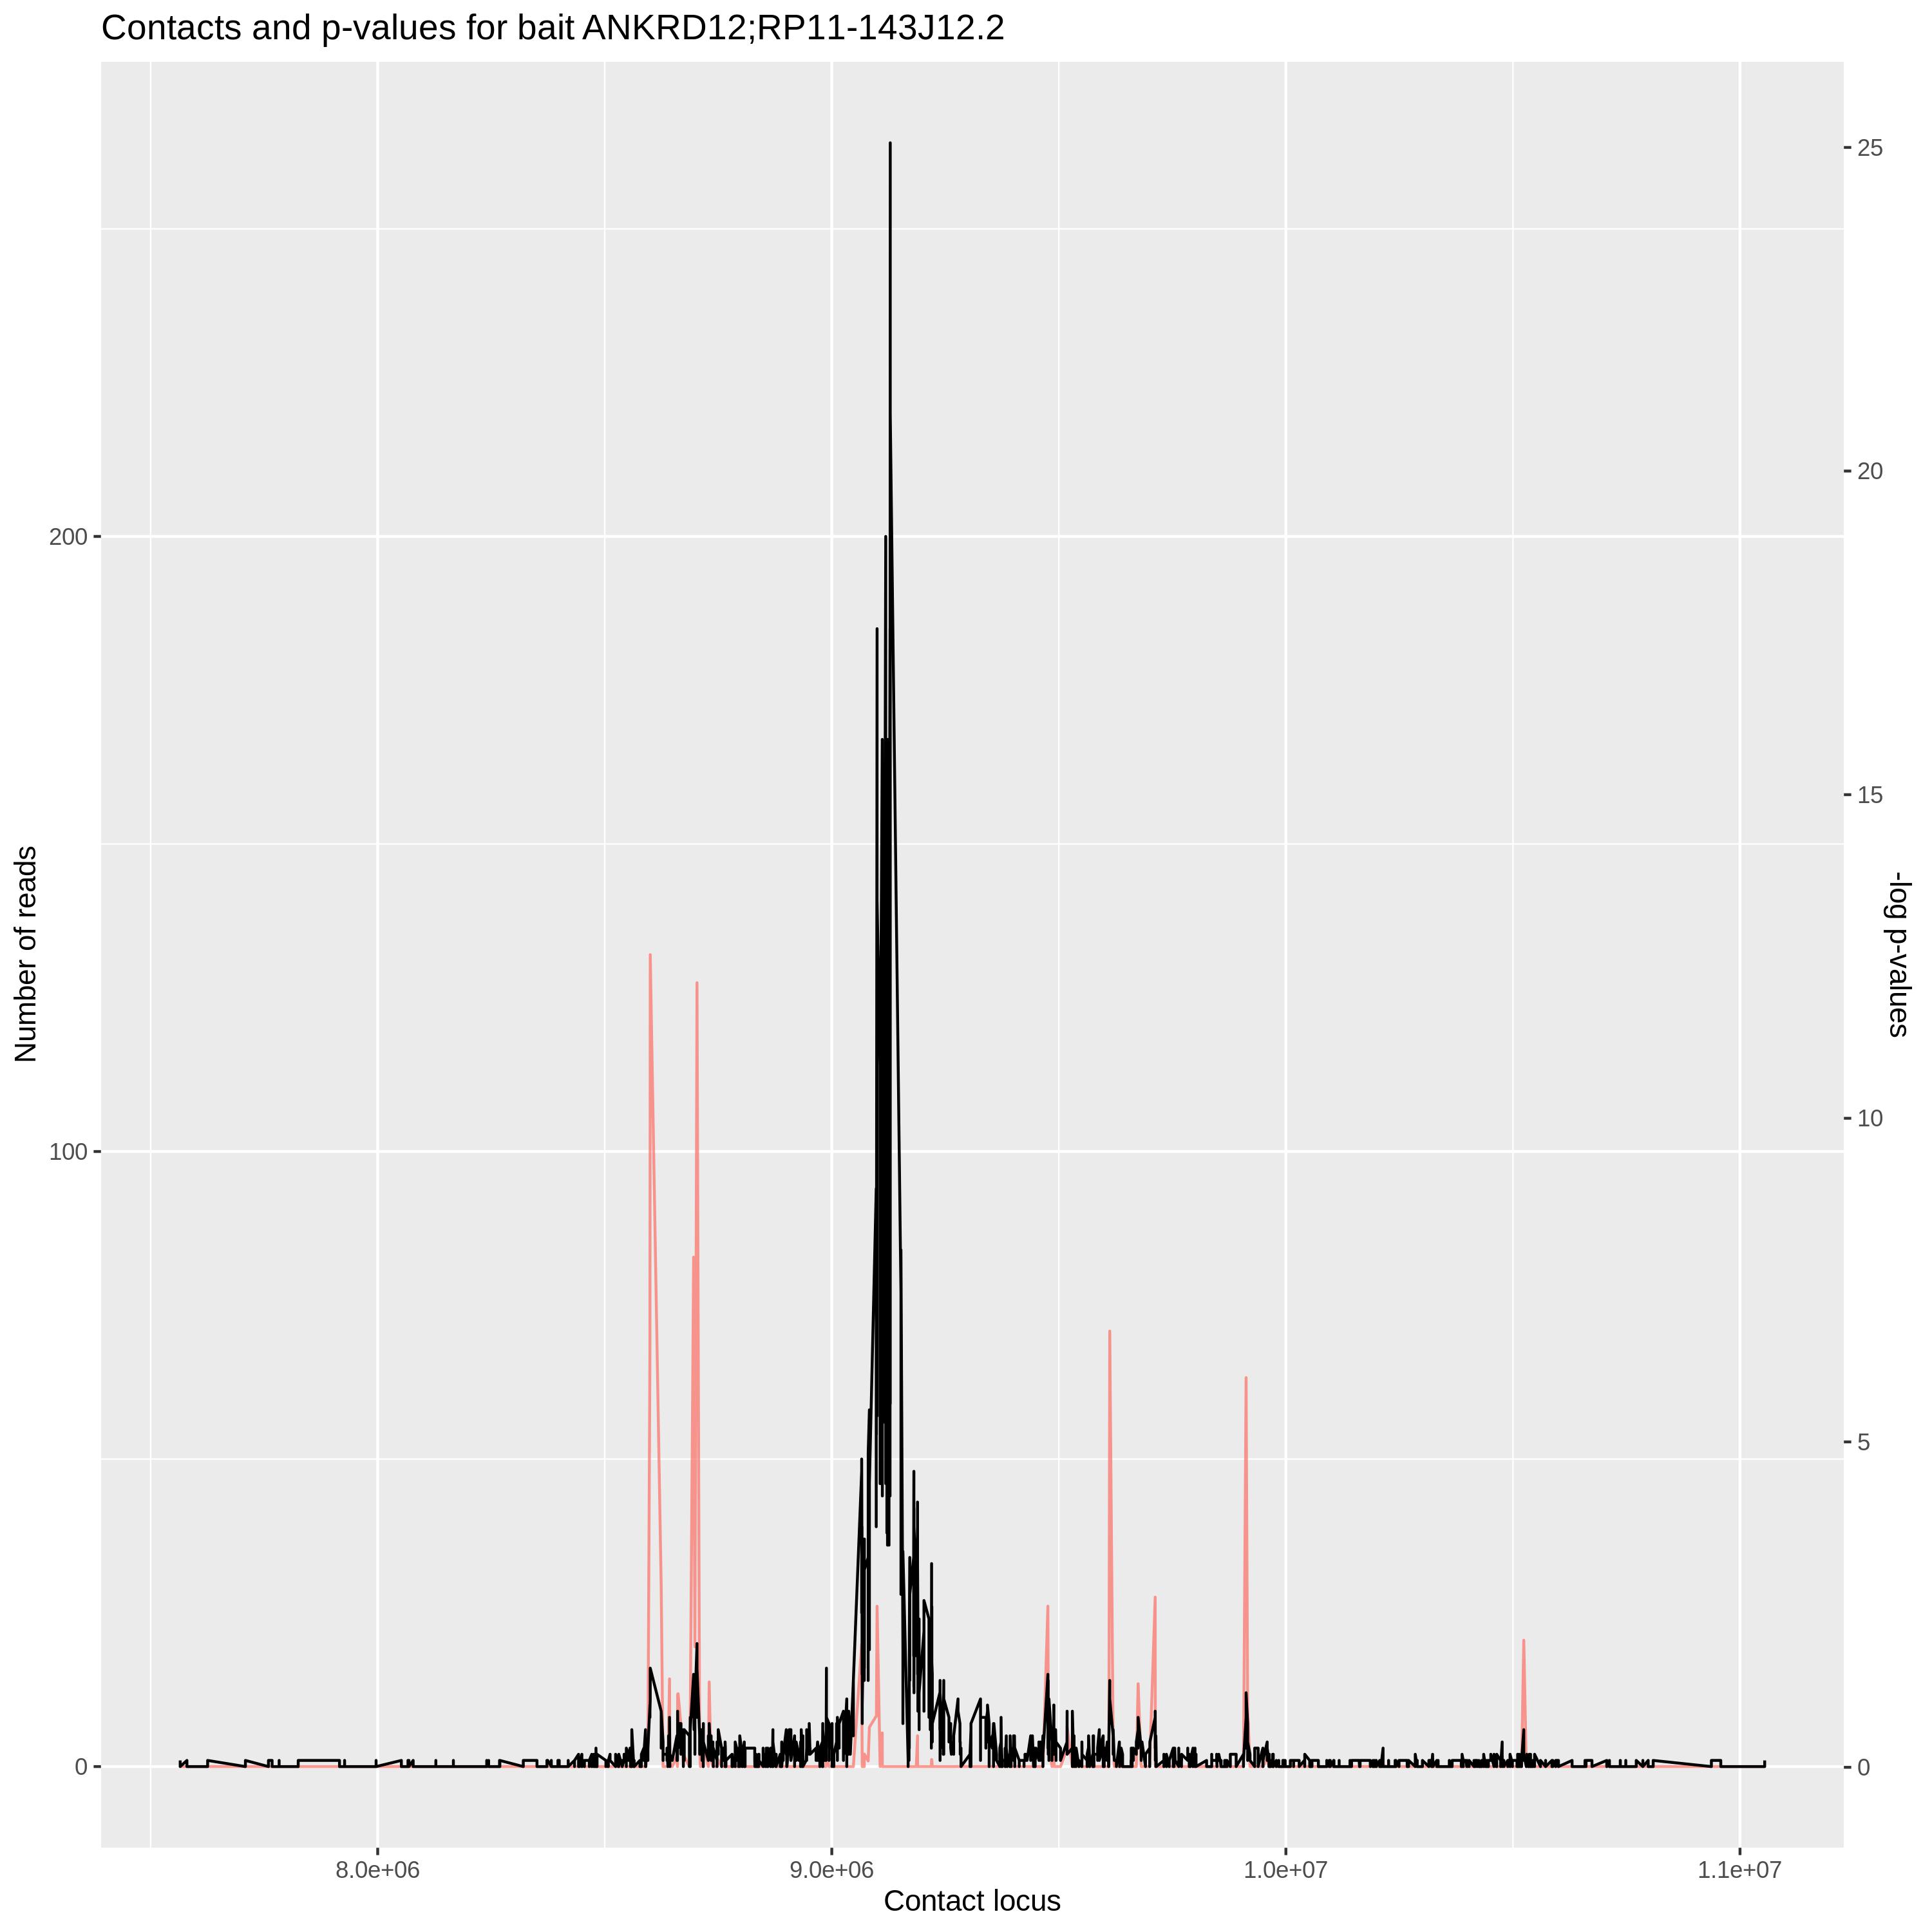 Contacts and p-values for bait ANKRD12;RP11-143J12.2
25
20
200
15
Number of reads
-log p-values
100
10
5
0
0
8.0e+06
9.0e+06
1.0e+07
1.1e+07
Contact locus